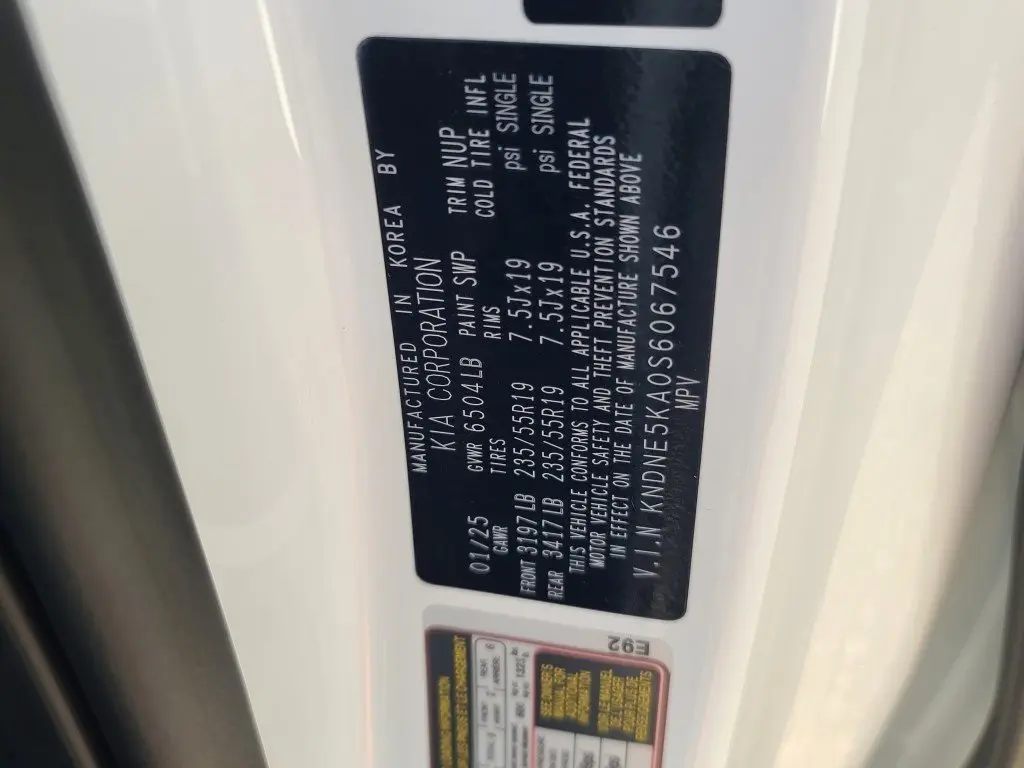 MANUFACTURED IN KOREA BY
KIA CORPORATION
01/25 GVWR 6504LB PAINT SWP TRIM NUP
GAWR TIRES RIMS COLD TIRE INFL
FRONT 3197LB 235/55R19 7.5Jx19 psi SINGLE
REAR 3417LB 235/55R19 7.5Jx19 psi SINGLE
THIS VEHICLE CONFORMS TO ALL APPLICABLE U.S.A. FEDERAL
MOTOR VEHICLE SAFETY AND THEFT PREVENTION STANDARDS
IN EFFECT ON THE DATE OF MANUFACTURE SHOWN ABOVE
V.I.N KNDNE5KA0S6067546
MPV